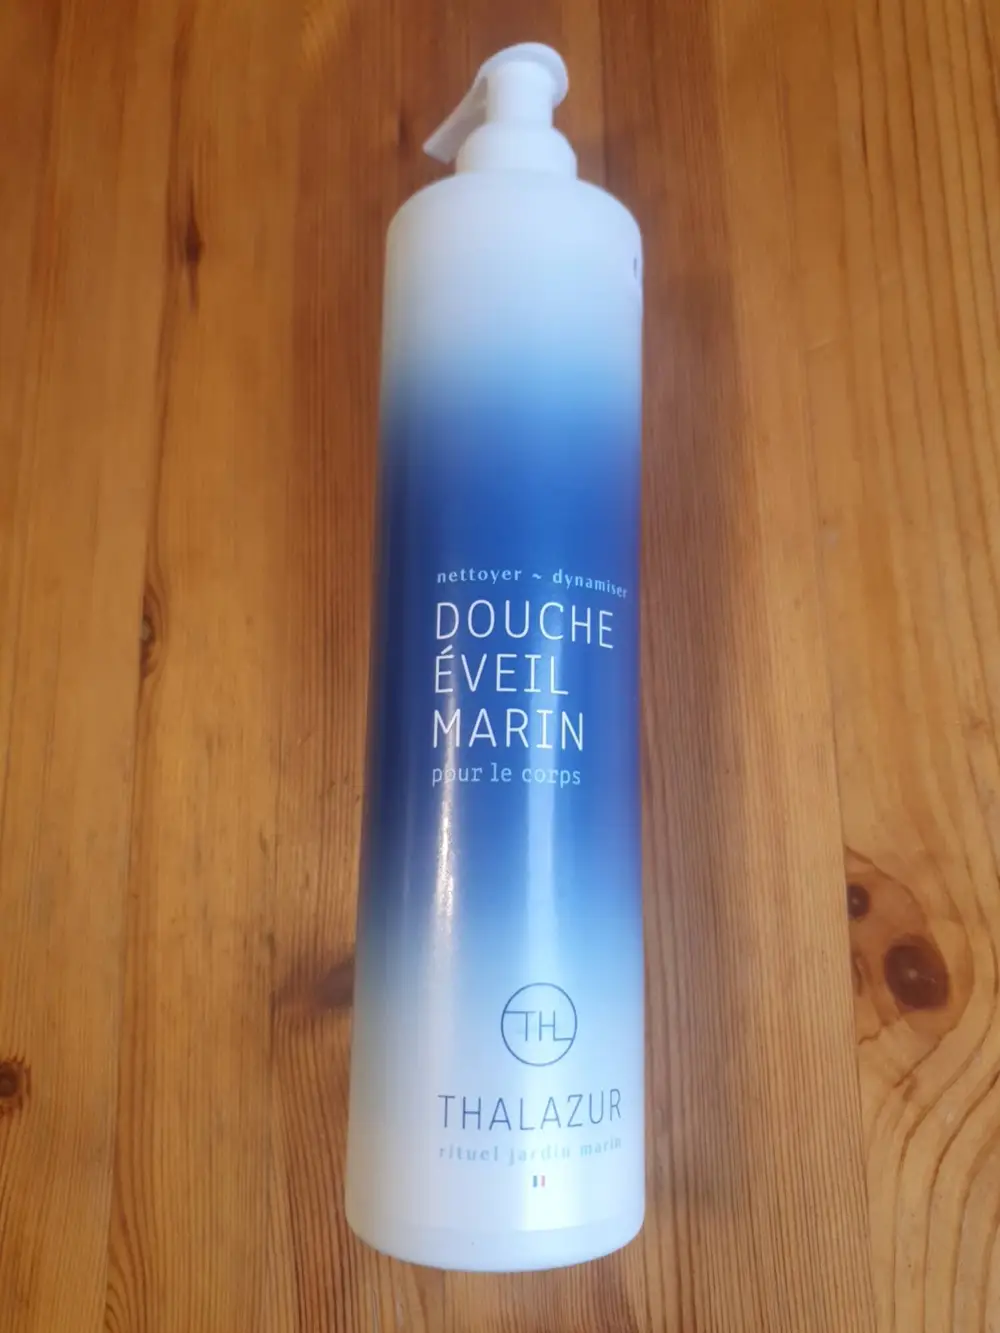 nettoyer ~ dynamiser
DOUCHE
ÉVEIL
MARIN
pour le corps
TH
THALAZUR
rituel jardin marin